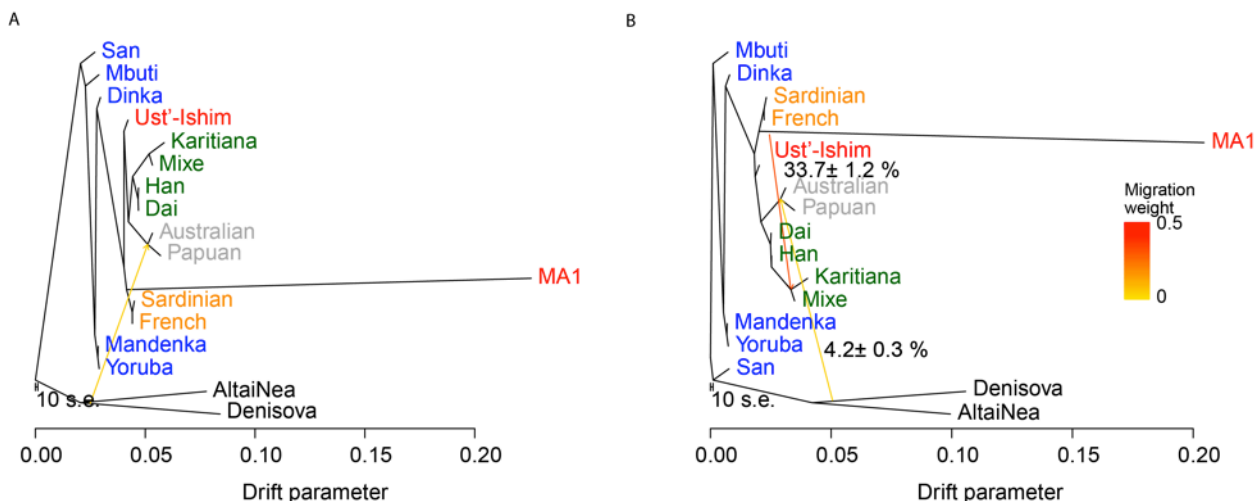 A
San
Mbuti
Dinka
Ust'-Ishim
Karitiana
Mixe
Han
Dai
Australian
Papuan
MA1
Sardinian
French
Mandenka
Yoruba
AltaiNea
Denisova
10 s.e.
0.00 0.05 0.10 0.15 0.20
Drift parameter
B
Mbuti
Dinka
Sardinian
French
MA1
Ust'-Ishim
33.7± 1.2 %
Australian
Papuan
Dai
Han
Karitiana
Mixe
Mandenka
Yoruba
4.2± 0.3 %
San
Denisova
10 s.e.
AltaiNea
Migration
weight
0.5
0
0.00 0.05 0.10 0.15 0.20
Drift parameter